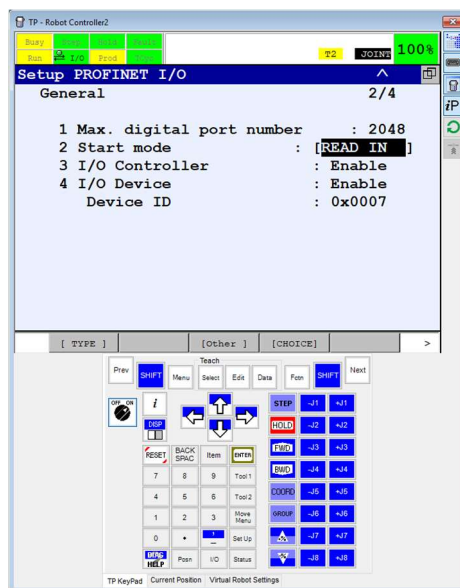 TP - Robot Controller2
Busy Step Hold Fault
Run I/O Prod TCyc
T2 JOINT 100%
Setup PROFINET I/O
General 2/4
1 Max. digital port number : 2048
2 Start mode : [READ IN ]
3 I/O Controller : Enable
4 I/O Device : Enable
Device ID : 0x0007
[ TYPE ] [Other ] [CHOICE] >
iP
Teach
Prev SHIFT Menu Select Edit Data Fctn SHIFT Next
OFF ON i STEP -J1 +J1
DISP HOLD -J2 +J2
RESET BACK SPAC Item ENTER FWD -J3 +J3
7 8 9 Tool 1 BWD -J4 +J4
4 5 6 Tool 2 COORD -J5 +J5
1 2 3 Move Menu GROUP -J6 +J6
0 . - Set Up -J7 +J7
DIAG HELP Posn I/O Status -J8 +J8
TP KeyPad Current Position Virtual Robot Settings